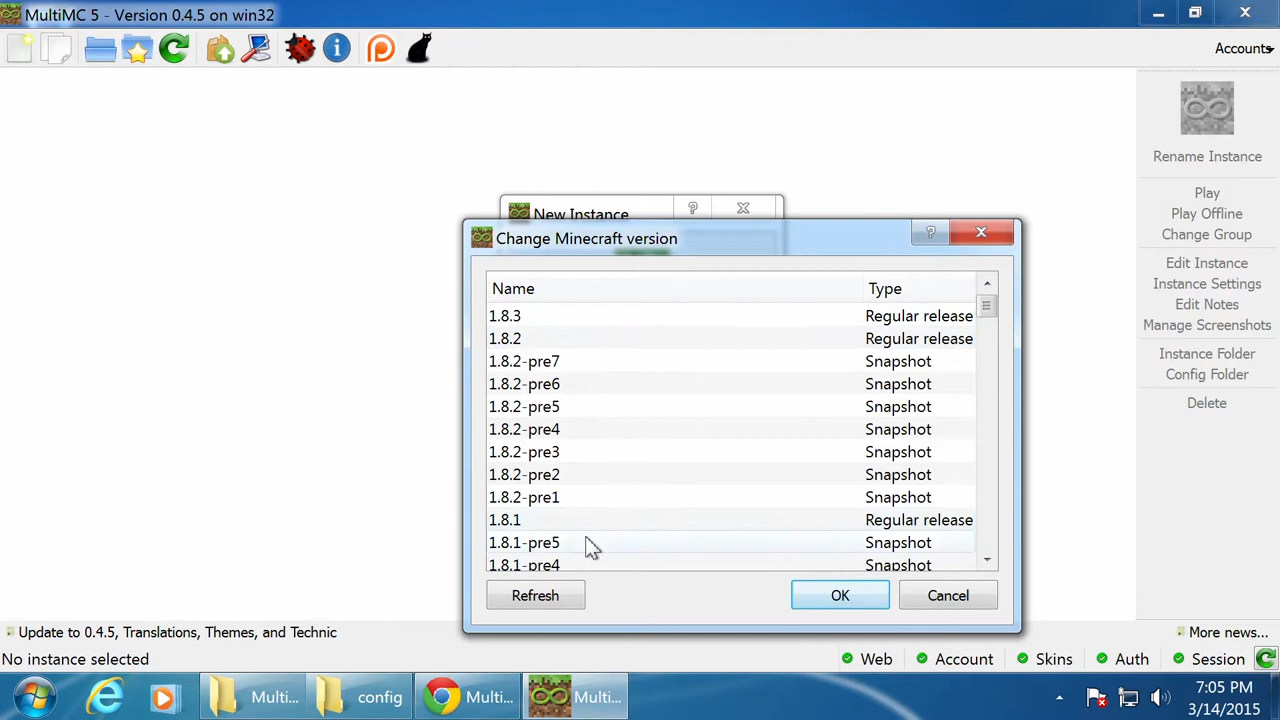 MultiMC 5 - Version 0.4.5 on win32
Accounts
Rename Instance
Play
Play Offline
Change Group
Edit Instance
Instance Settings
Edit Notes
Manage Screenshots
Instance Folder
Config Folder
Delete
New Instance
Change Minecraft version
Name Type
1.8.3 Regular release
1.8.2 Regular release
1.8.2-pre7 Snapshot
1.8.2-pre6 Snapshot
1.8.2-pre5 Snapshot
1.8.2-pre4 Snapshot
1.8.2-pre3 Snapshot
1.8.2-pre2 Snapshot
1.8.2-pre1 Snapshot
1.8.1 Regular release
1.8.1-pre5 Snapshot
1.8.1-pre4 Snapshot
Refresh OK Cancel
Update to 0.4.5, Translations, Themes, and Technic More news...
No instance selected Web Account Skins Auth Session
Multi... config Multi... Multi...
7:05 PM
3/14/2015